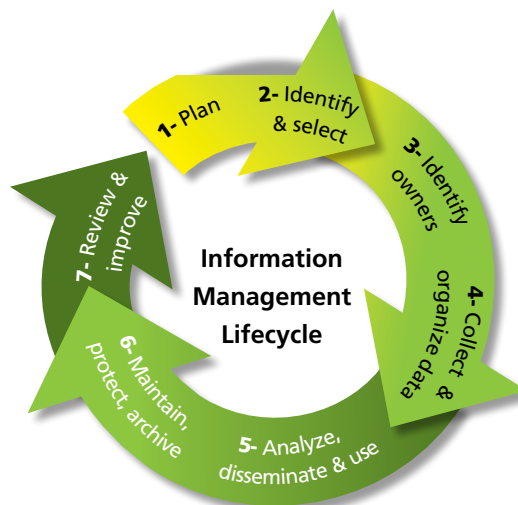 1- Plan
2- Identify
& select
3- Identify
owners
4- Collect &
organize data
5- Analyze,
disseminate & use
6- Maintain,
protect, archive
7- Review &
improve
Information
Management
Lifecycle